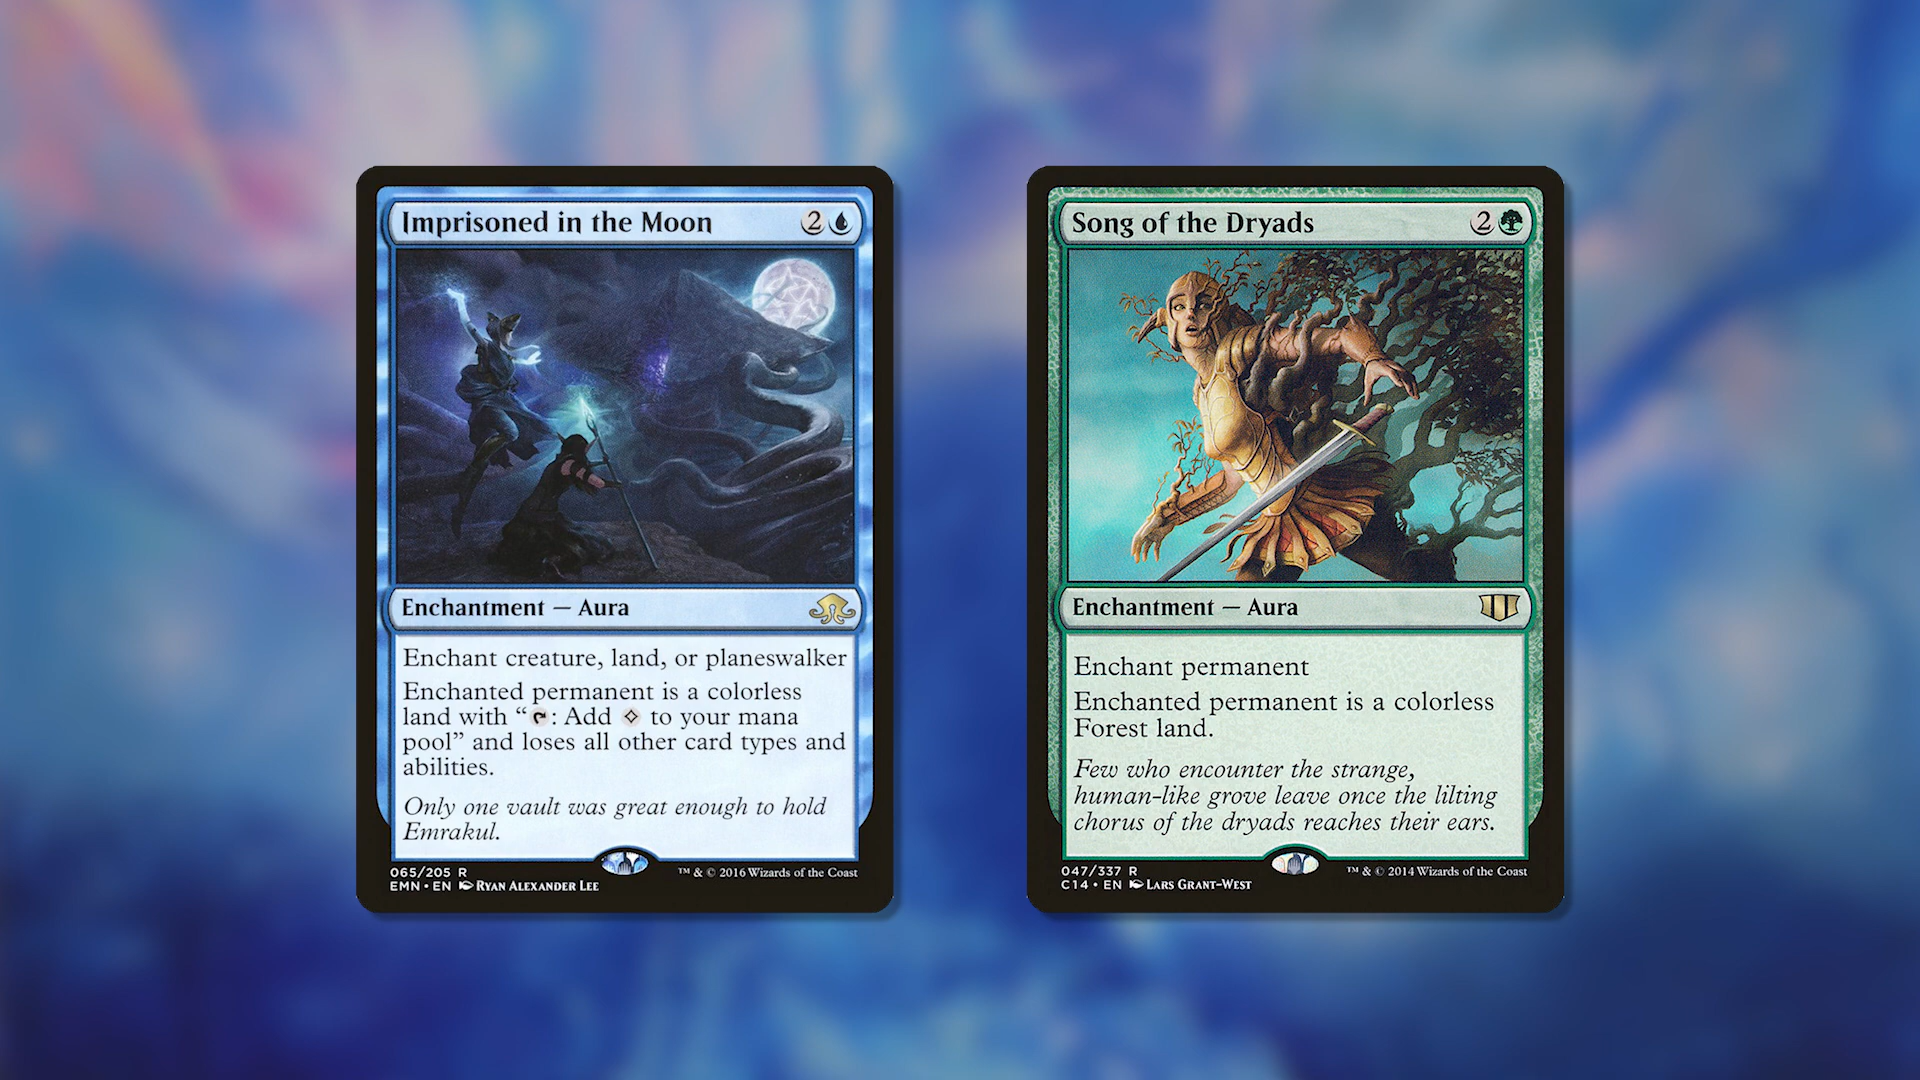 Imprisoned in the Moon 2
Enchantment — Aura
Enchant creature, land, or planeswalker
Enchanted permanent is a colorless
land with “ : Add to your mana
pool” and loses all other card types and
abilities.
Only one vault was great enough to hold
Emrakul.
065/205 R
EMN • EN RYAN ALEXANDER LEE
™ & © 2016 Wizards of the Coast
Song of the Dryads 2
Enchantment — Aura
Enchant permanent
Enchanted permanent is a colorless
Forest land.
Few who encounter the strange,
human-like grove leave once the lilting
chorus of the dryads reaches their ears.
047/337 R
C14 • EN LARS GRANT-WEST
™ & © 2014 Wizards of the Coast